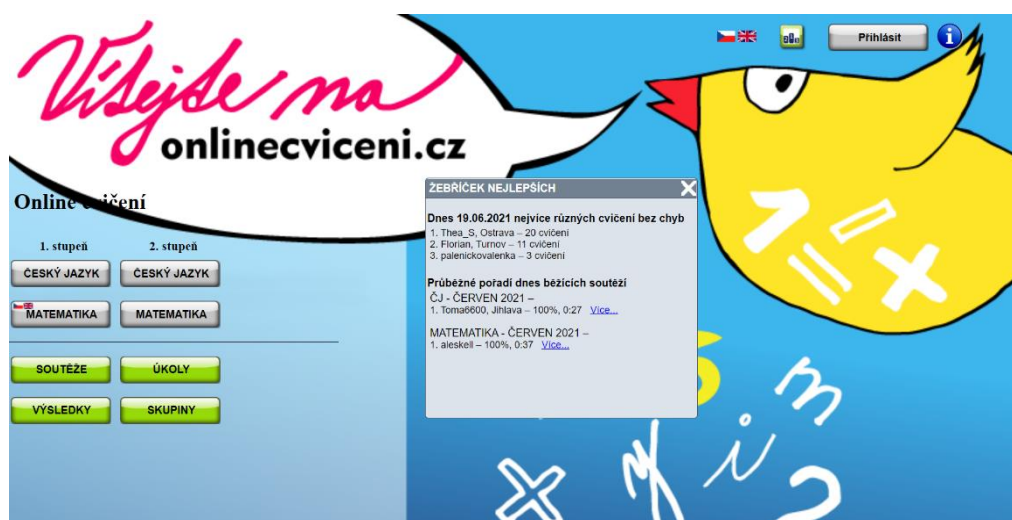 Vítejte na
onlinecviceni.cz
Přihlásit
i
Online cvičení
1. stupeň
2. stupeň
ČESKÝ JAZYK
ČESKÝ JAZYK
MATEMATIKA
MATEMATIKA
SOUTĚŽE
ÚKOLY
VÝSLEDKY
SKUPINY
ŽEBŘÍČEK NEJLEPŠÍCH
Dnes 19.06.2021 nejvíce různých cvičení bez chyb
1. Thea_S, Ostrava – 20 cvičení
2. Florian, Turnov – 11 cvičení
3. palenickovalenka – 3 cvičení
Průběžné pořadí dnes běžících soutěží
ČJ - ČERVEN 2021 –
1. Toma6600, Jihlava – 100%, 0:27 Více...
MATEMATIKA - ČERVEN 2021 –
1. aleskell – 100%, 0:37 Více...
1 = ×
× y i m
2